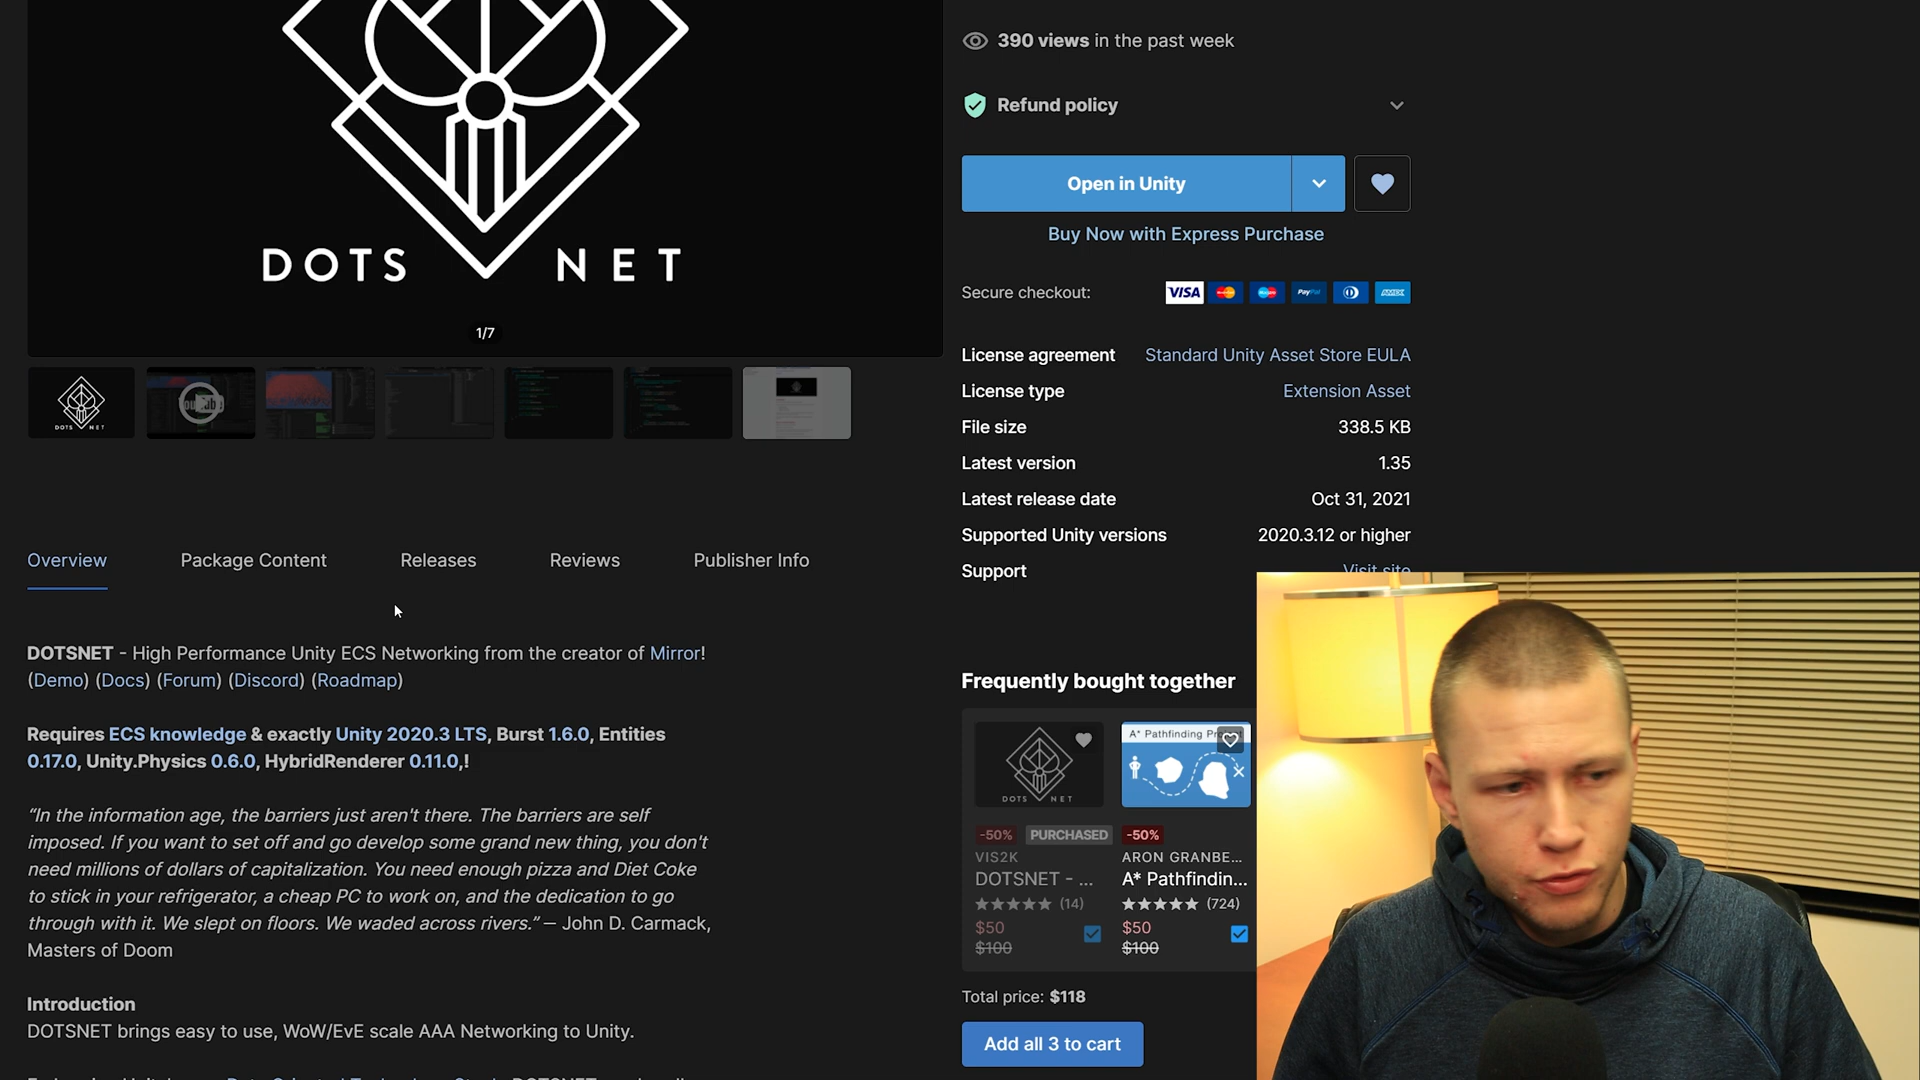 DOTS NET
1/7
YouTube
DOTS NET
Overview
Package Content
Releases
Reviews
Publisher Info
DOTSNET - High Performance Unity ECS Networking from the creator of Mirror!
(Demo) (Docs) (Forum) (Discord) (Roadmap)
Requires ECS knowledge & exactly Unity 2020.3 LTS, Burst 1.6.0, Entities
0.17.0, Unity.Physics 0.6.0, HybridRenderer 0.11.0,!
“In the information age, the barriers just aren't there. The barriers are self
imposed. If you want to set off and go develop some grand new thing, you don't
need millions of dollars of capitalization. You need enough pizza and Diet Coke
to stick in your refrigerator, a cheap PC to work on, and the dedication to go
through with it. We slept on floors. We waded across rivers.” — John D. Carmack,
Masters of Doom
Introduction
DOTSNET brings easy to use, WoW/EvE scale AAA Networking to Unity.
390 views in the past week
Refund policy
Open in Unity
Buy Now with Express Purchase
Secure checkout:
VISA
PayPal
AMEX
License agreement Standard Unity Asset Store EULA
License type Extension Asset
File size 338.5 KB
Latest version 1.35
Latest release date Oct 31, 2021
Supported Unity versions 2020.3.12 or higher
Support Visit site
Frequently bought together
DOTS NET
-50% PURCHASED
VIS2K
DOTSNET - ...
(14)
$50
$100
A* Pathfinding Pro
-50%
ARON GRANBE...
A* Pathfindin...
(724)
$50
$100
Total price: $118
Add all 3 to cart